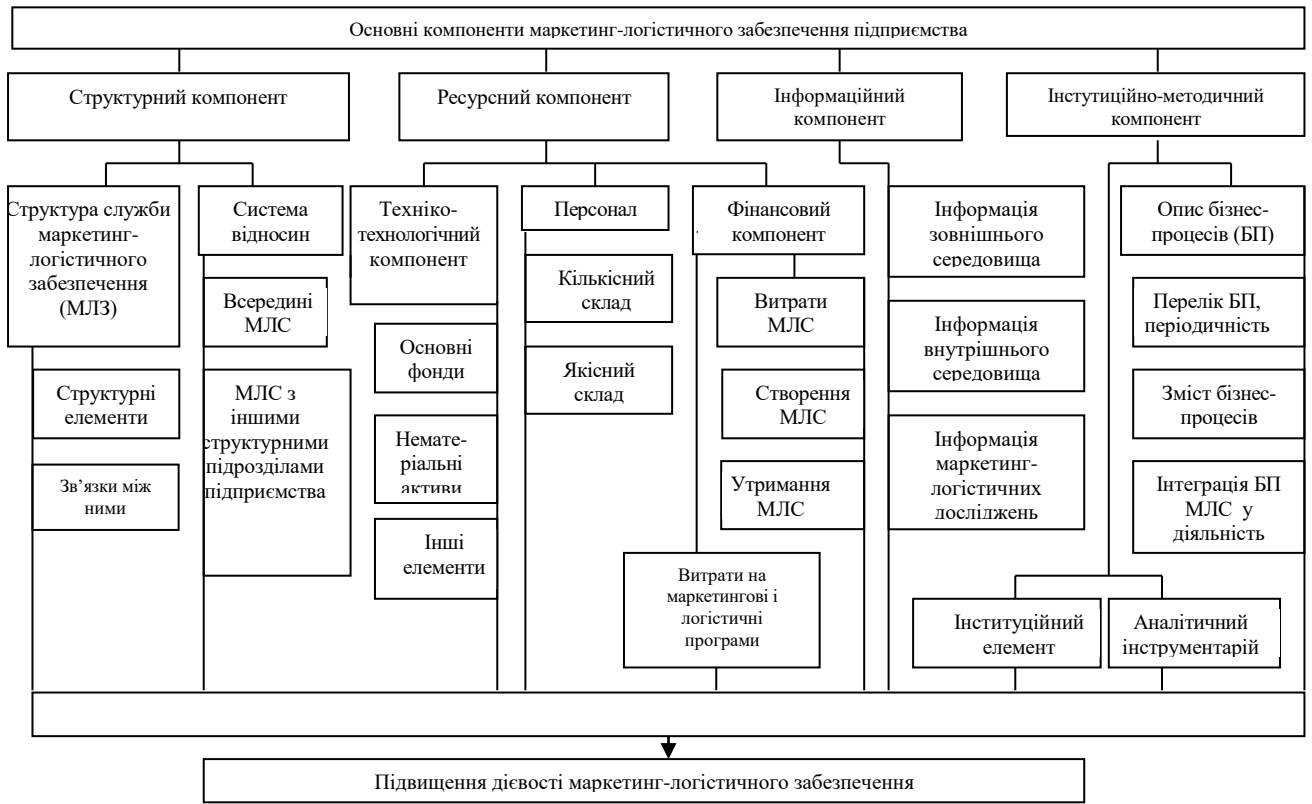 Основні компоненти маркетинг-логістичного забезпечення підприємства
Структурний компонент
Ресурсний компонент
Інформаційний
компонент
Інстутиційно-методичний
компонент
Структура служби
маркетинг-
логістичного
забезпечення
(МЛЗ)
Структурні
елементи
Зв’язки між
ними
Система
відносин
Всередині
МЛС
МЛС з
іншими
структурними
підрозділами
підприємства
Техніко-
технологічний
компонент
Основні
фонди
Немате-
ріальні
активи
Інші
елементи
Персонал
Кількісний
склад
Якісний
склад
Фінансовий
компонент
Витрати
МЛС
Створення
МЛС
Утримання
МЛС
Витрати на
маркетингові і
логістичні
програми
Інформація
зовнішнього
середовища
Інформація
внутрішнього
середовища
Інформація
маркетинг-
логістичних
досліджень
Опис бізнес-
процесів (БП)
Перелік БП,
періодичність
Зміст бізнес-
процесів
Інтеграція БП
МЛС у
діяльність
Інституційний
елемент
Аналітичний
інструментарій
Підвищення дієвості маркетинг-логістичного забезпечення